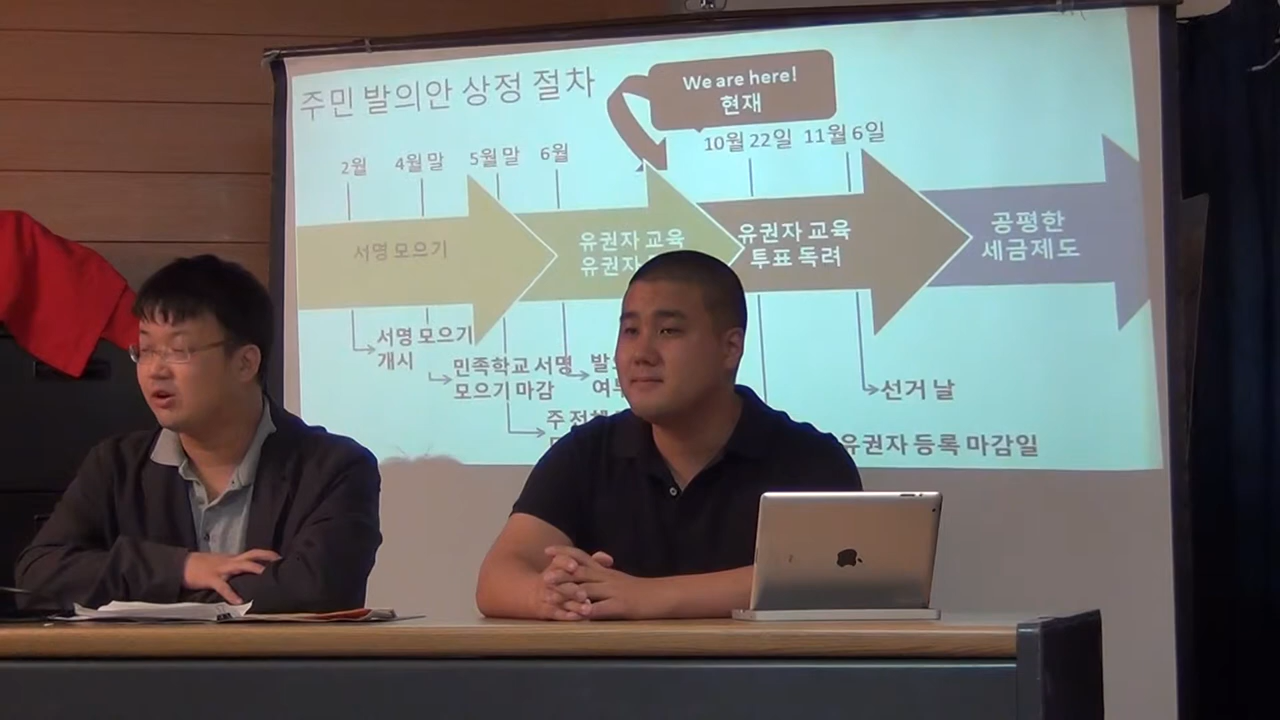 주민 발의안 상정 절차
We are here!
현재
2월
4월 말
5월 말
6월
10월 22일
11월 6일
서명 모으기
유권자 교육
유권자
유권자 교육
투표 독려
공평한
세금제도
서명 모으기
개시
민족학교 서명
모으기 마감
주
선거 날
유권자 등록 마감일